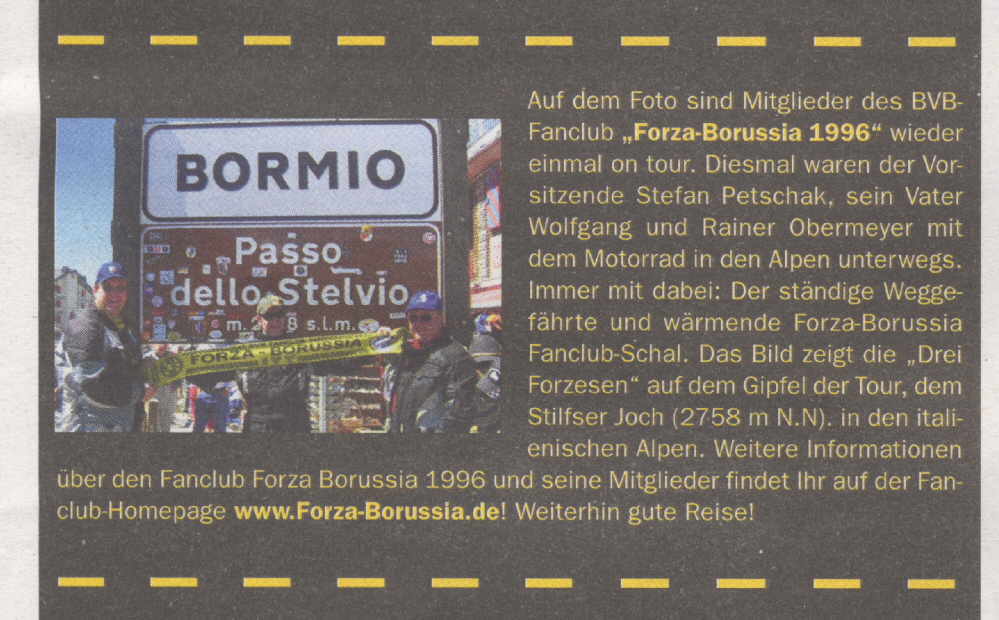 BORMIO
Passo
dello Stelvio
m. 2 8 s.l.m.
FORZA - BORUSSIA
Auf dem Foto sind Mitglieder des BVB-
Fanclub „Forza-Borussia 1996“ wieder
einmal on tour. Diesmal waren der Vor-
sitzende Stefan Petschak, sein Vater
Wolfgang und Rainer Obermeyer mit
dem Motorrad in den Alpen unterwegs.
Immer mit dabei: Der ständige Wegge-
fährte und wärmende Forza-Borussia
Fanclub-Schal. Das Bild zeigt die „Drei
Forzesen“ auf dem Gipfel der Tour, dem
Stilfser Joch (2758 m N.N). in den itali-
enischen Alpen. Weitere Informationen
über den Fanclub Forza Borussia 1996 und seine Mitglieder findet Ihr auf der Fan-
club-Homepage www.Forza-Borussia.de! Weiterhin gute Reise!